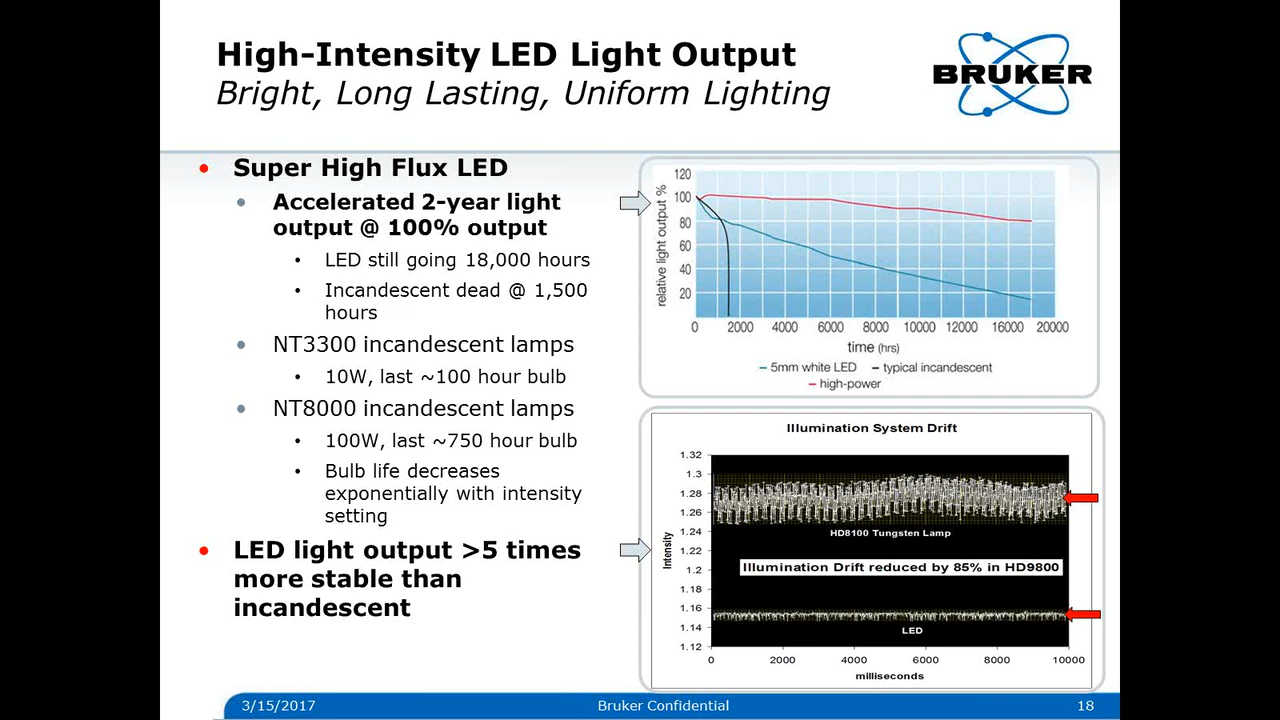 High-Intensity LED Light Output
Bright, Long Lasting, Uniform Lighting
BRUKER
• Super High Flux LED
• Accelerated 2-year light
output @ 100% output
• LED still going 18,000 hours
• Incandescent dead @ 1,500
hours
• NT3300 incandescent lamps
• 10W, last ~100 hour bulb
• NT8000 incandescent lamps
• 100W, last ~750 hour bulb
• Bulb life decreases
exponentially with intensity
setting
• LED light output >5 times
more stable than
incandescent
relative light output %
120
100
80
60
40
20
0 2000 4000 6000 8000 10000 12000 16000 20000
time (hrs)
5mm white LED typical incandescent
high-power
Illumination System Drift
Intensity
1.32
1.3
1.28
1.26
1.24
1.22
1.2
1.18
1.16
1.14
1.12
HD8100 Tungsten Lamp
Illumination Drift reduced by 85% in HD9800
LED
0 2000 4000 6000 8000 10000
milliseconds
3/15/2017 Bruker Confidential 18